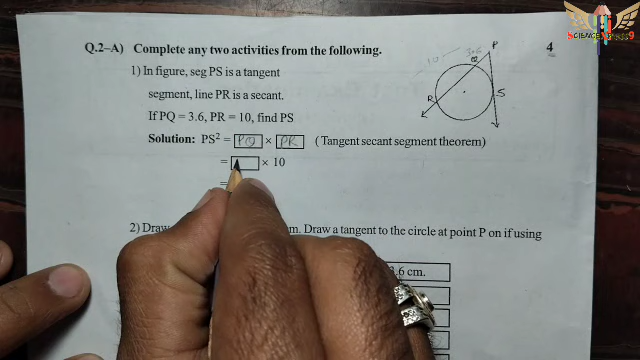 Q.2–A) Complete any two activities from the following. 4
1) In figure, seg PS is a tangent
segment, line PR is a secant.
If PQ = 3.6, PR = 10, find PS
Solution: PS² = PQ × PR ( Tangent secant segment theorem)
= × 10
=
10 3.6 P
Q
R S
2) Draw m. Draw a tangent to the circle at point P on if using
.6 cm.